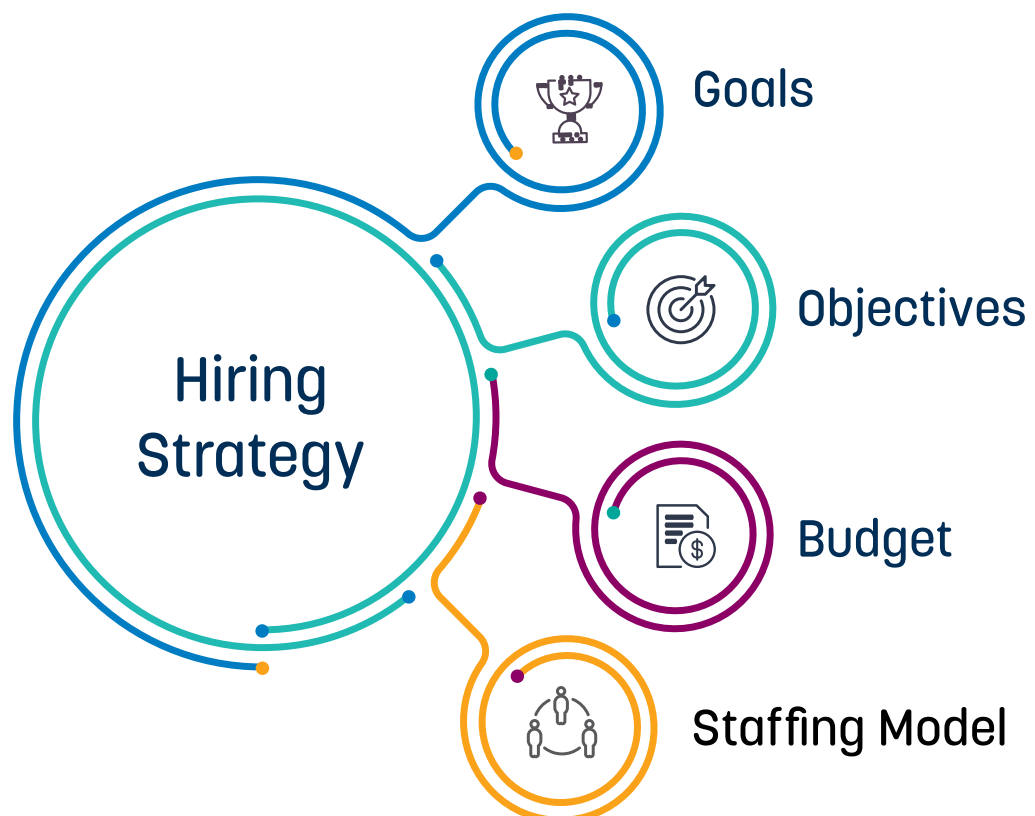 Goals
Objectives
Hiring
Strategy
Budget
$
Staffing Model